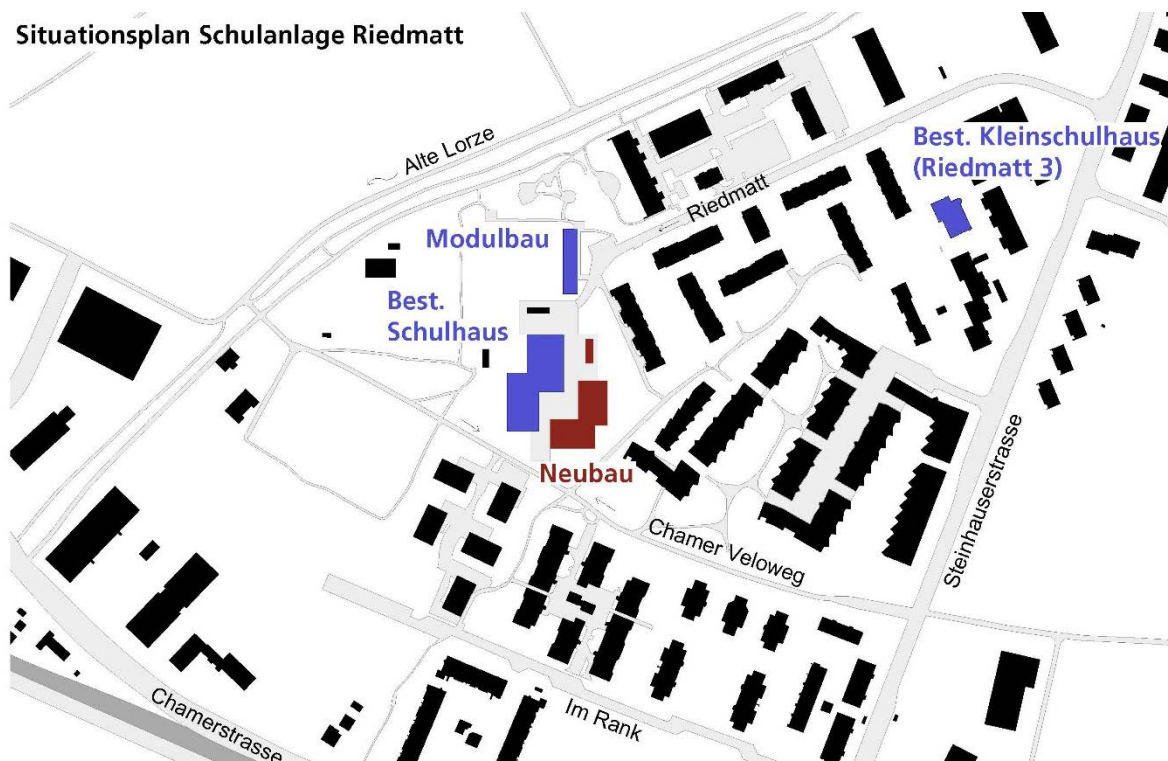 Situationsplan Schulanlage Riedmatt
Alte Lorze
Best. Kleinschulhaus
(Riedmatt 3)
Riedmatt
Modulbau
Best.
Schulhaus
Neubau
Steinhauserstrasse
Chamer Veloweg
Im Rank
Chamerstrasse